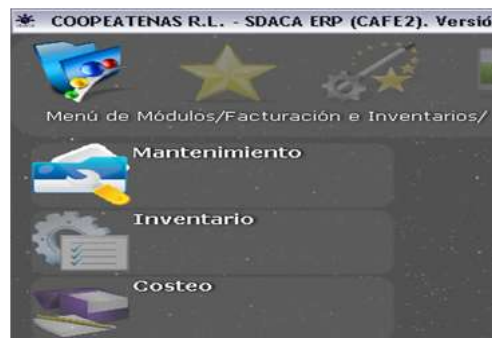 COOPEATENAS R.L. - SDACA ERP (CAFE2). Versió
Menú de Módulos/Facturación e Inventarios/
Mantenimiento
Inventario
Costeo